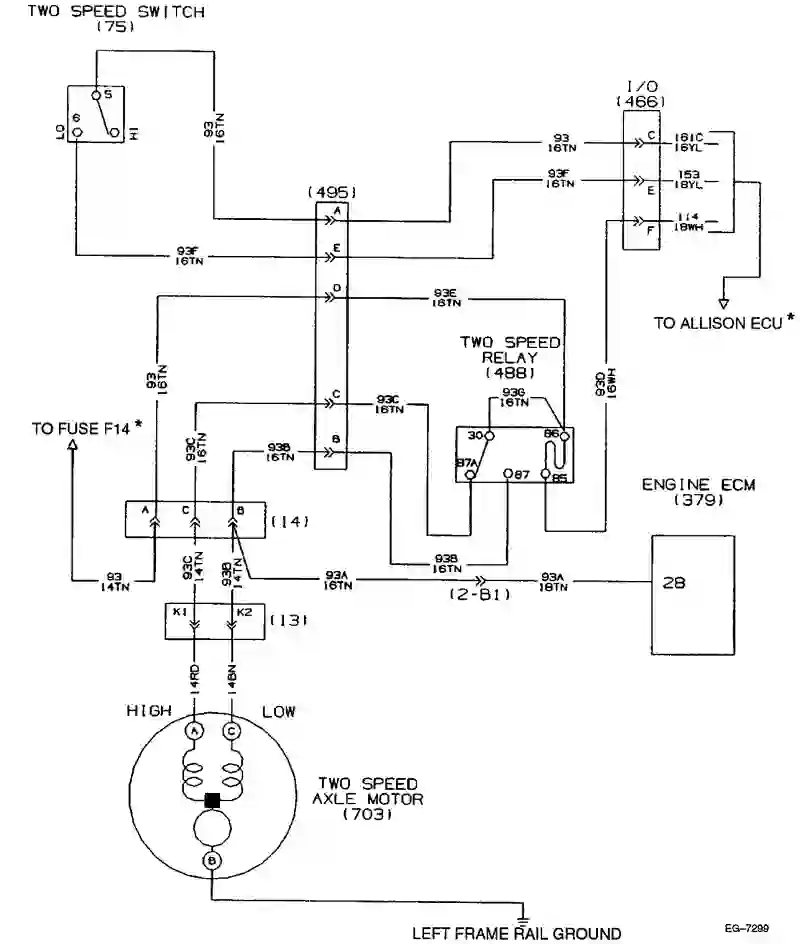 TWO SPEED SWITCH
(75)
5
6
LO
HI
93
16TN
I/O
(466)
93
16TN
C
161C
16YL
93F
16TN
E
153
18YL
114
18WH
F
(495)
A
93F
16TN
E
D
93E
16TN
TO ALLISON ECU*
TWO SPEED
RELAY
(488)
93
16TN
93D
16WH
93G
16TN
C
93C
16TN
TO FUSE F14*
30
86
93C
16TN
93B
16TN
B
87A
87
85
ENGINE ECM
(379)
A
C
B
(14)
93B
16TN
93
14TN
93C
14TN
93B
14TN
93A
16TN
(2-B1)
93A
18TN
28
K1
K2
(13)
14RD
14BN
HIGH
LOW
A
C
TWO SPEED
AXLE MOTOR
(703)
B
LEFT FRAME RAIL GROUND
EG-7299